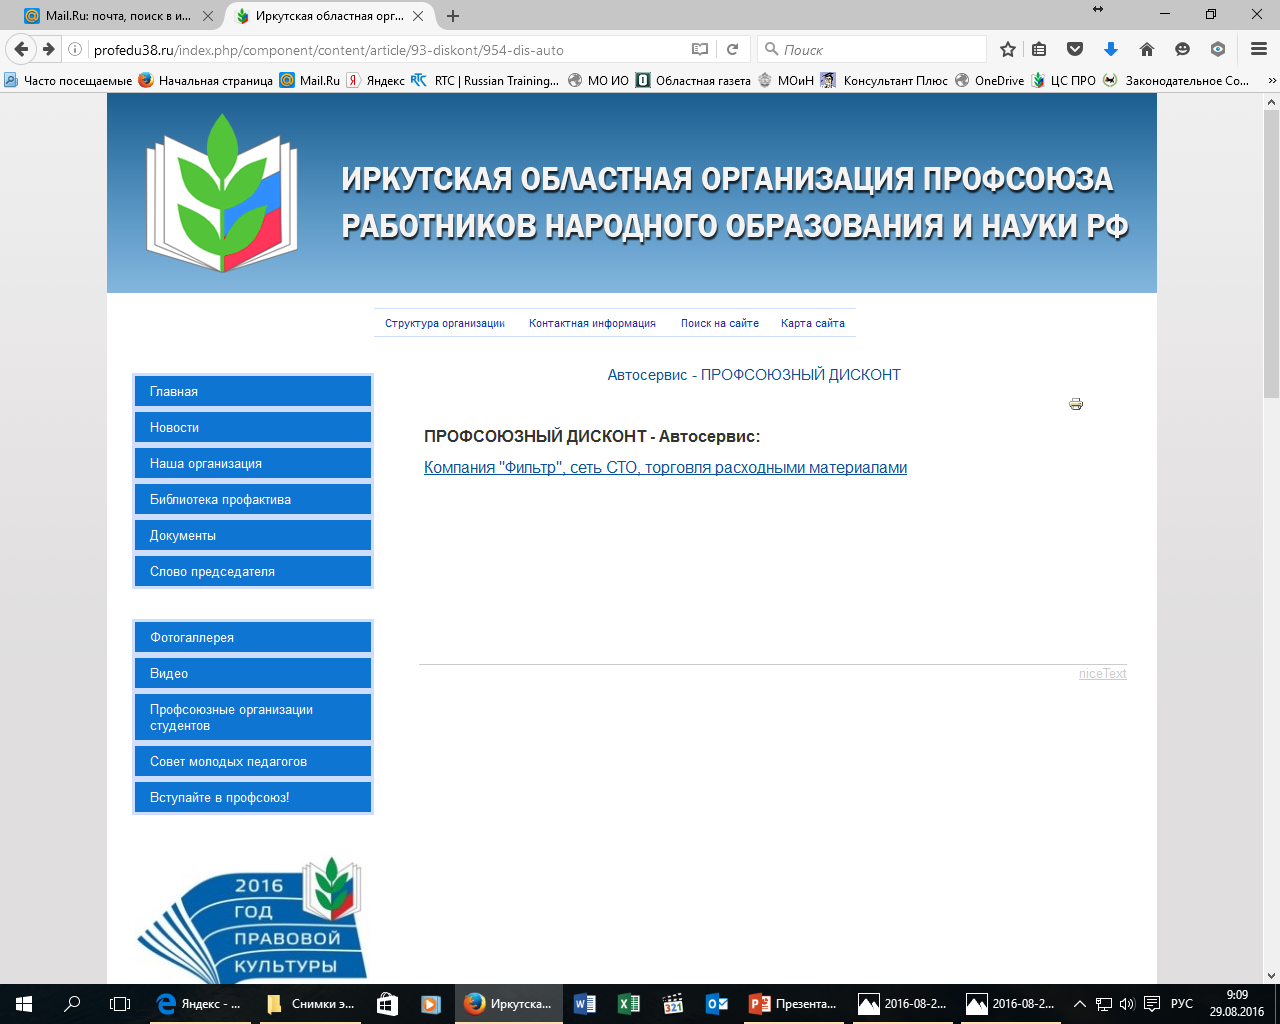 Mail.Ru: почта, поиск в и...
Иркутская областная орг...
profedu38.ru/index.php/component/content/article/93-diskont/954-dis-auto
Поиск
Часто посещаемые
Начальная страница
Mail.Ru
Яндекс
RTC | Russian Training...
МО ИО
Областная газета
МОиН
Консультант Плюс
OneDrive
ЦС ПРО
Законодательное Со...
ИРКУТСКАЯ ОБЛАСТНАЯ ОРГАНИЗАЦИЯ ПРОФСОЮЗА
РАБОТНИКОВ НАРОДНОГО ОБРАЗОВАНИЯ И НАУКИ РФ
Структура организации
Контактная информация
Поиск на сайте
Карта сайта
Главная
Новости
Наша организация
Библиотека профактива
Документы
Слово председателя
Фотогаллерея
Видео
Профсоюзные организации
студентов
Совет молодых педагогов
Вступайте в профсоюз!
2016
ГОД
ПРАВОВОЙ
КУЛЬТУРЫ
Автосервис - ПРОФСОЮЗНЫЙ ДИСКОНТ
ПРОФСОЮЗНЫЙ ДИСКОНТ - Автосервис:
Компания "Фильтр", сеть СТО, торговля расходными материалами
niceText
Яндекс - ...
Снимки э...
Иркутска...
321
Презента...
2016-08-2...
2016-08-2...
РУС
9:09
29.08.2016